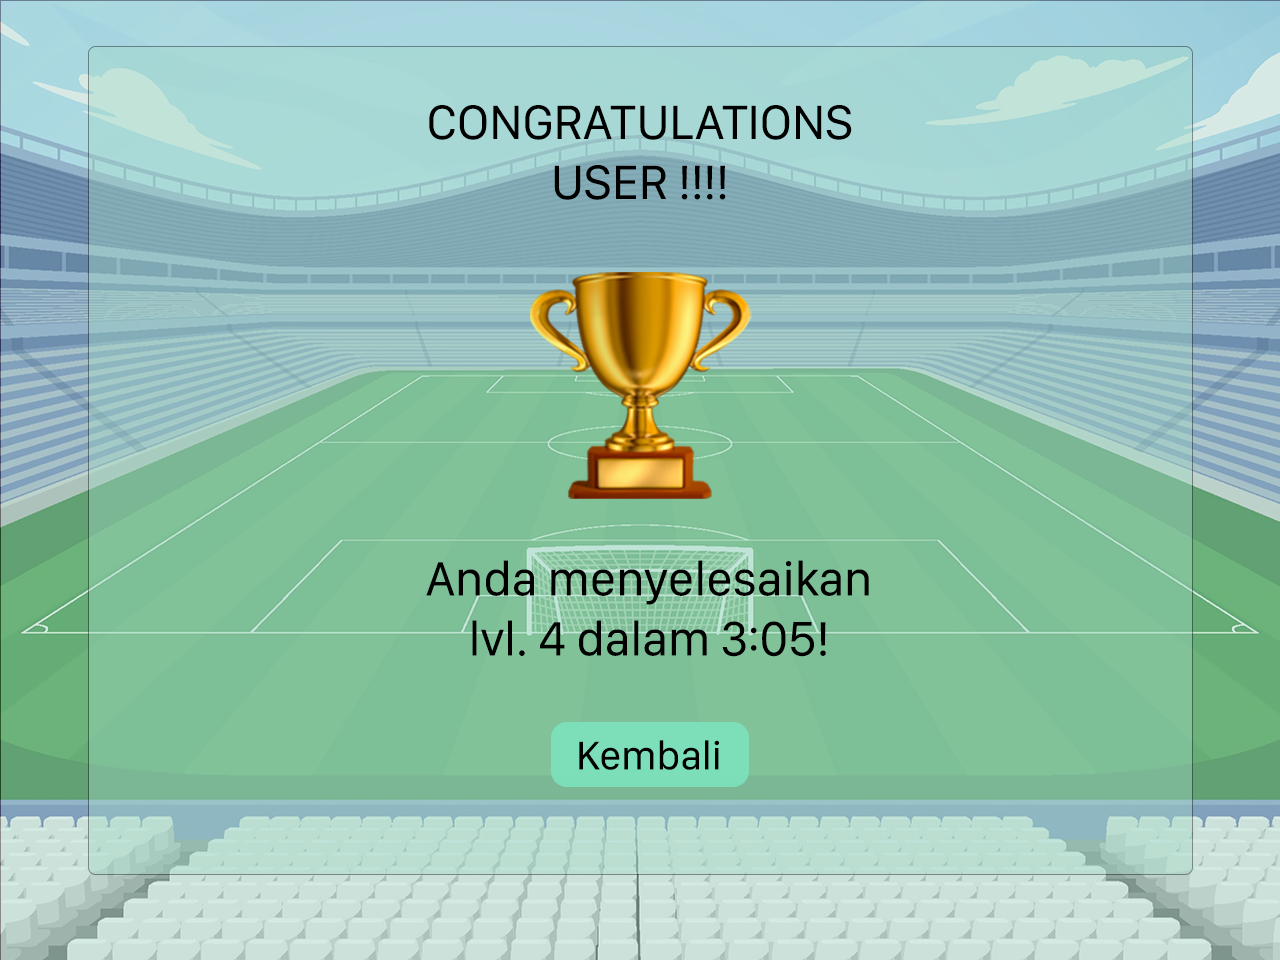 CONGRATULATIONS
USER !!!!
Anda menyelesaikan
lvl. 4 dalam 3:05!
Kembali